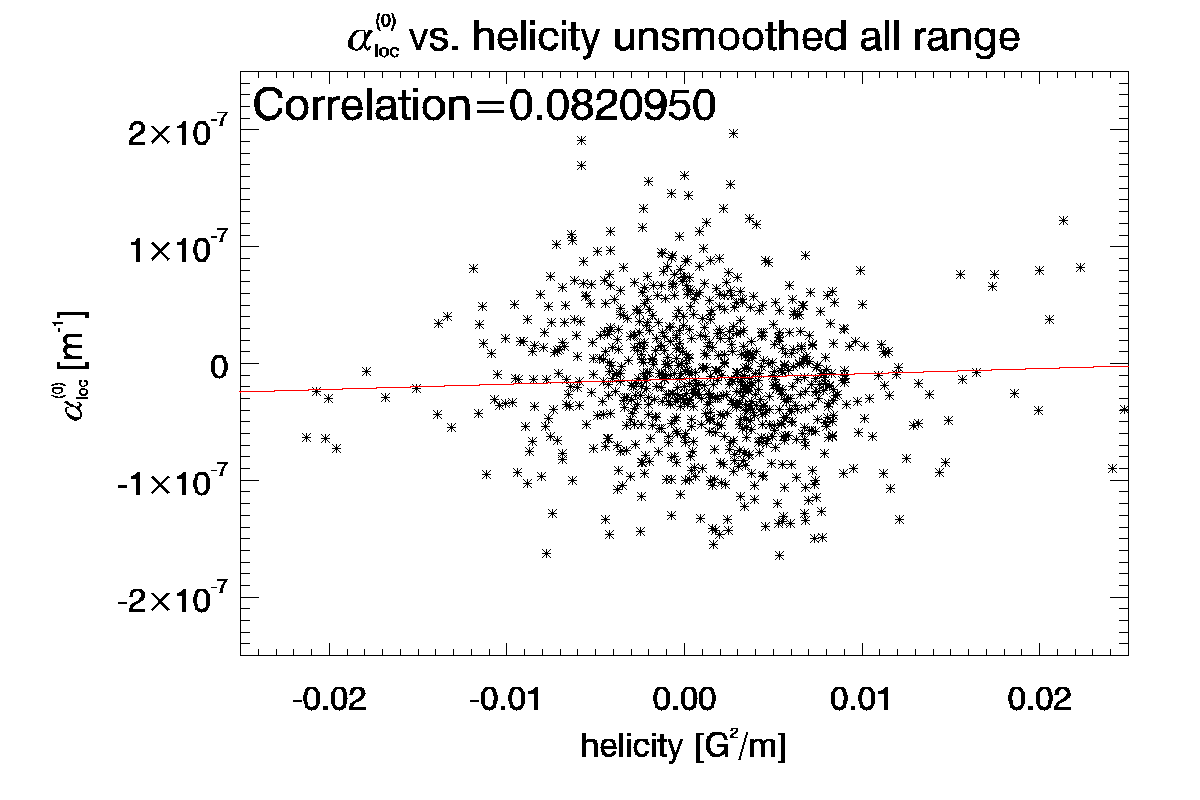 α_loc^(0) vs. helicity unsmoothed all range
Correlation=0.0820950
2×10^-7
1×10^-7
0
-1×10^-7
-2×10^-7
α_loc^(0) [m^-1]
-0.02 -0.01 0.00 0.01 0.02
helicity [G^2/m]